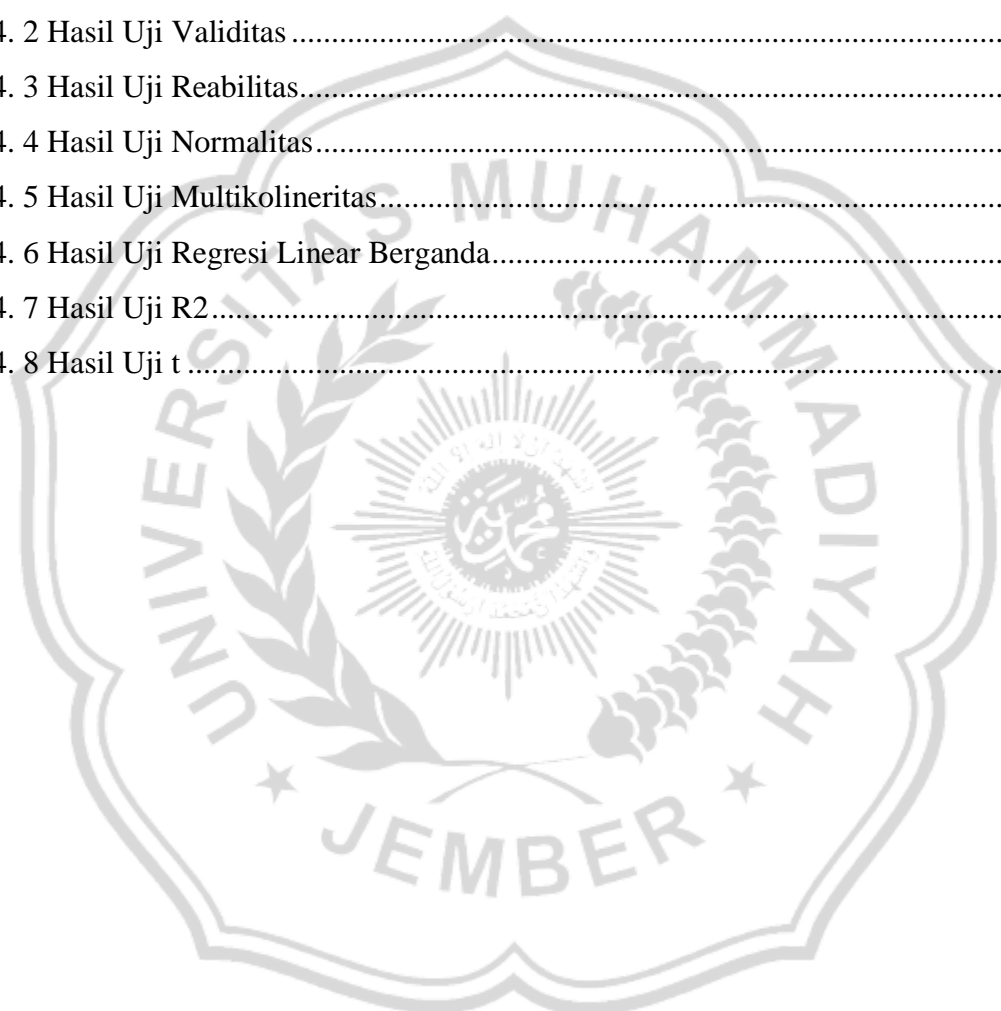 4. 2 Hasil Uji Validitas ........................................................................................
4. 3 Hasil Uji Reabilitas.......................................................................................
4. 4 Hasil Uji Normalitas.....................................................................................
4. 5 Hasil Uji Multikolineritas.............................................................................
4. 6 Hasil Uji Regresi Linear Berganda...............................................................
4. 7 Hasil Uji R2..................................................................................................
4. 8 Hasil Uji t .....................................................................................................
UNIVERSITAS MUHAMMADIYAH
JEMBER